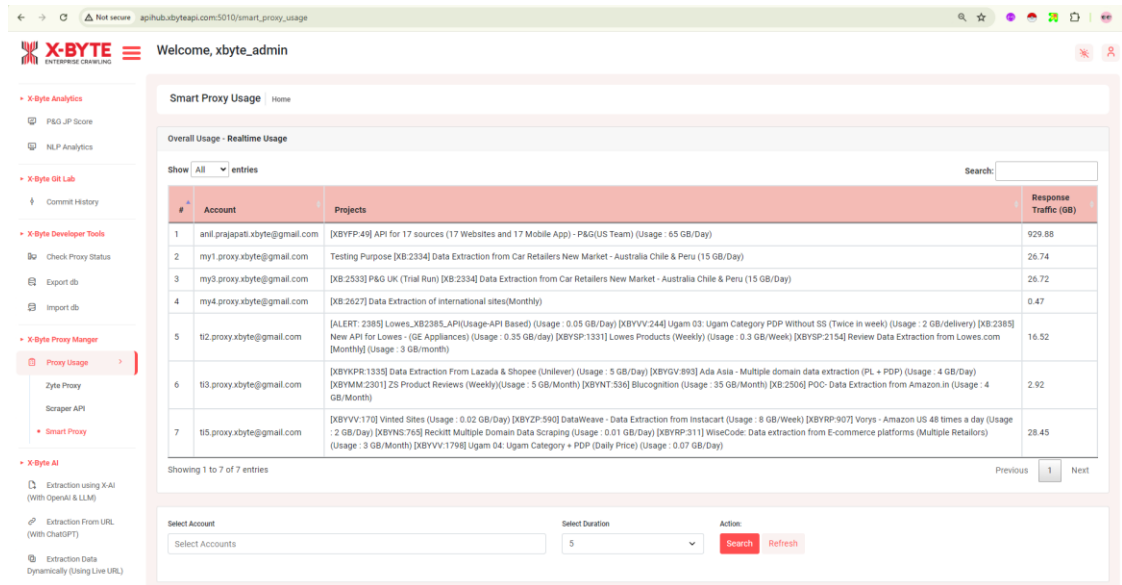 Not secure apihub.xbyteapi.com:5010/smart_proxy_usage
X-BYTE
ENTERPRISE CRAWLING
Welcome, xbyte_admin
X-Byte Analytics
P&G JP Score
NLP Analytics
X-Byte Git Lab
Commit History
X-Byte Developer Tools
Check Proxy Status
Export db
Import db
X-Byte Proxy Manger
Proxy Usage
Zyte Proxy
Scraper API
Smart Proxy
X-Byte AI
Extraction using X-AI
(With OpenAI & LLM)
Extraction From URL
(With ChatGPT)
Extraction Data
Dynamically (Using Live URL)
Smart Proxy Usage Home
Overall Usage - Realtime Usage
Show All entries
Search:
# Account Projects Response
Traffic (GB)
1 anil.prajapati.xbyte@gmail.com [XBYFP:49] API for 17 sources (17 Websites and 17 Mobile App) - P&G(US Team) (Usage : 65 GB/Day) 929.88
2 my1.proxy.xbyte@gmail.com Testing Purpose [XB:2334] Data Extraction from Car Retailers New Market - Australia Chile & Peru (15 GB/Day) 26.74
3 my3.proxy.xbyte@gmail.com [XB:2533] P&G UK (Trial Run) [XB:2334] Data Extraction from Car Retailers New Market - Australia Chile & Peru (15 GB/Day) 26.72
4 my4.proxy.xbyte@gmail.com [XB:2627] Data Extraction of international sites(Monthly) 0.47
[ALERT: 2385] Lowes_XB2385_API(Usage-API Based) (Usage : 0.05 GB/Day) [XBYVV:244] Ugam 03: Ugam Category PDP Without SS (Twice in week) (Usage : 2 GB/delivery) [XB:2385]
5 ti2.proxy.xbyte@gmail.com New API for Lowes - (GE Appliances) (Usage : 0.35 GB/day) [XBYSP:1331] Lowes Products (Weekly) (Usage : 0.3 GB/Week) [XBYSP:2154] Review Data Extraction from Lowes.com 16.52
[Monthly] (Usage : 3 GB/month)
[XBYKPR:1335] Data Extraction From Lazada & Shopee (Unilever) (Usage : 5 GB/Day) [XBYGV:893] Ada Asia - Multiple domain data extraction (PL + PDP) (Usage : 4 GB/Day)
6 ti3.proxy.xbyte@gmail.com [XBYMM:2301] ZS Product Reviews (Weekly)(Usage : 5 GB/Month) [XBYNT:536] Blucognition (Usage : 35 GB/Month) [XB:2506] POC- Data Extraction from Amazon.in (Usage : 4 2.92
GB/Month)
[XBYVV:170] Vinted Sites (Usage : 0.02 GB/Day) [XBYZP:590] DataWeave - Data Extraction from Instacart (Usage : 8 GB/Week) [XBYRP:907] Vorys - Amazon US 48 times a day (Usage
7 ti5.proxy.xbyte@gmail.com : 2 GB/Day) [XBYNS:765] Reckitt Multiple Domain Data Scraping (Usage : 0.01 GB/Day) [XBYRP:311] WiseCode: Data extraction from E-commerce platforms (Multiple Retailors) 28.45
(Usage : 3 GB/Month) [XBYVV:1798] Ugam 04: Ugam Category + PDP (Daily Price) (Usage : 0.07 GB/Day)
Showing 1 to 7 of 7 entries
Previous 1 Next
Select Account Select Duration Action:
Select Accounts 5 Search Refresh